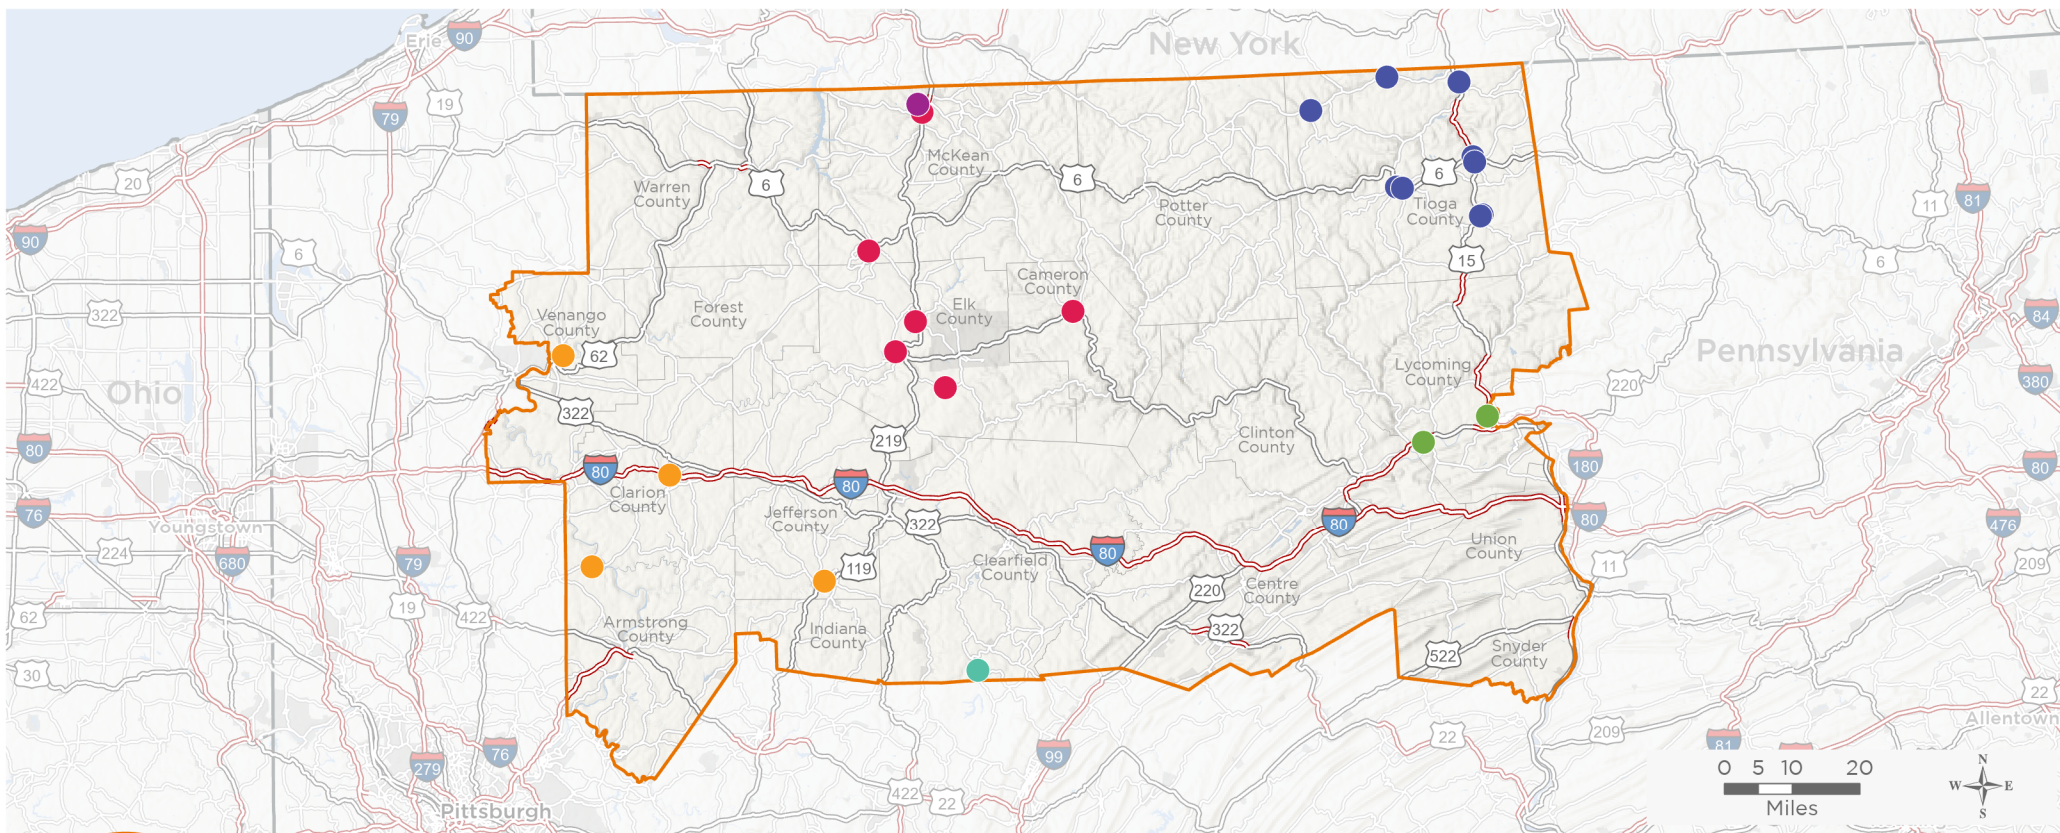 New York
Erie
90
79
19
20
90
6
322
422
Ohio
80
76
Youngstown
224
680
79
19
62
422
30
76
279
Pittsburgh
422
22
99
Warren
County
6
McKean
County
6
Potter
County
6
Tioga
County
15
Venango
County
62
Forest
County
Elk
County
Cameron
County
322
219
Lycoming
County
Clinton
County
80
Clarion
County
80
Jefferson
County
322
119
Clearfield
County
80
80
220
Centre
County
322
Union
County
Armstrong
County
Indiana
County
522
Snyder
County
11
81
6
84
Pennsylvania
220
380
180
80
80
476
11
209
22
Allentown
209
22
81
0 5 10 20
Miles
N
W E
S